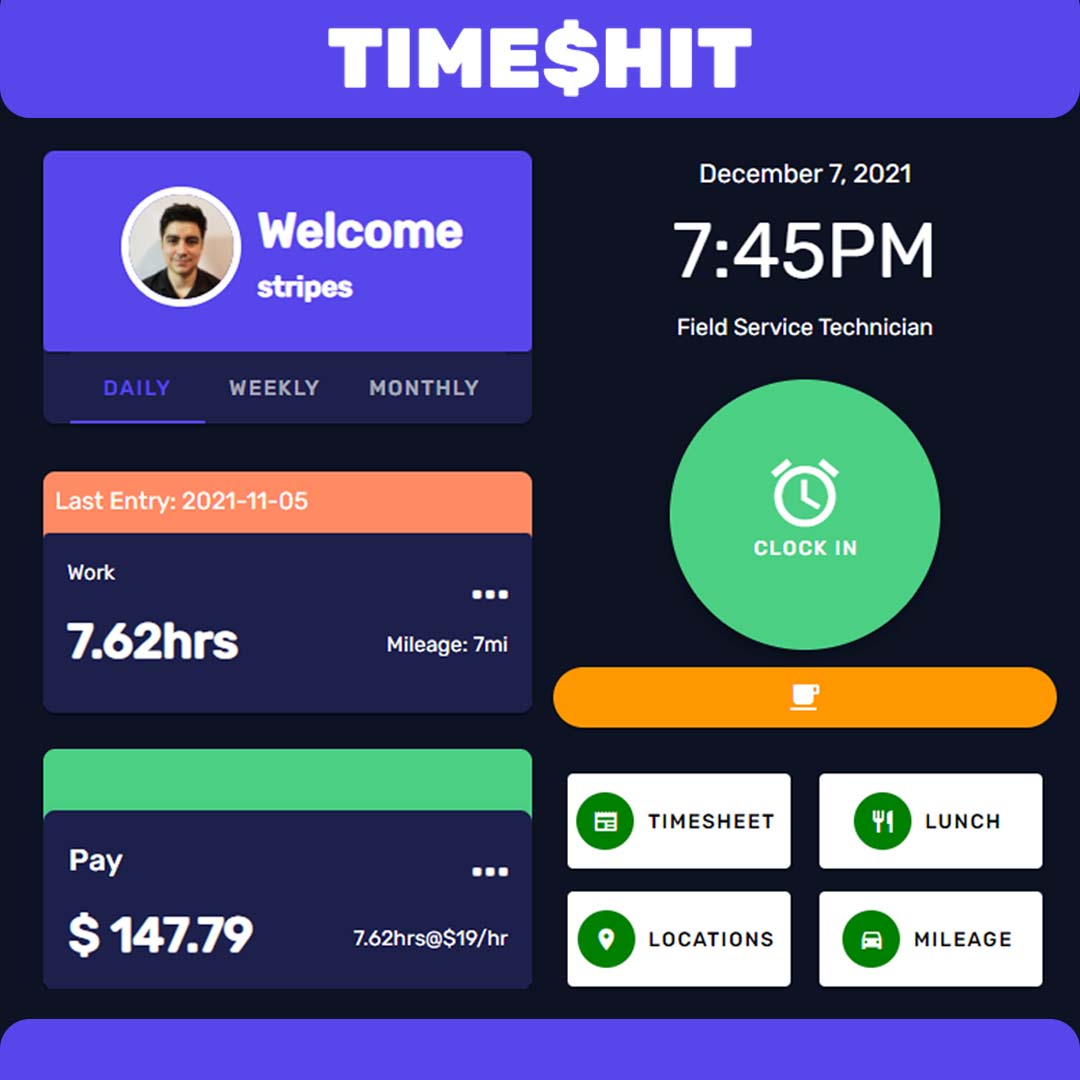 TIME$HIT
Welcome
stripes
DAILY WEEKLY MONTHLY
Last Entry: 2021-11-05
Work
7.62hrs
Mileage: 7mi
Pay
$ 147.79
7.62hrs@$19/hr
December 7, 2021
7:45PM
Field Service Technician
CLOCK IN
TIMESHEET
LUNCH
LOCATIONS
MILEAGE